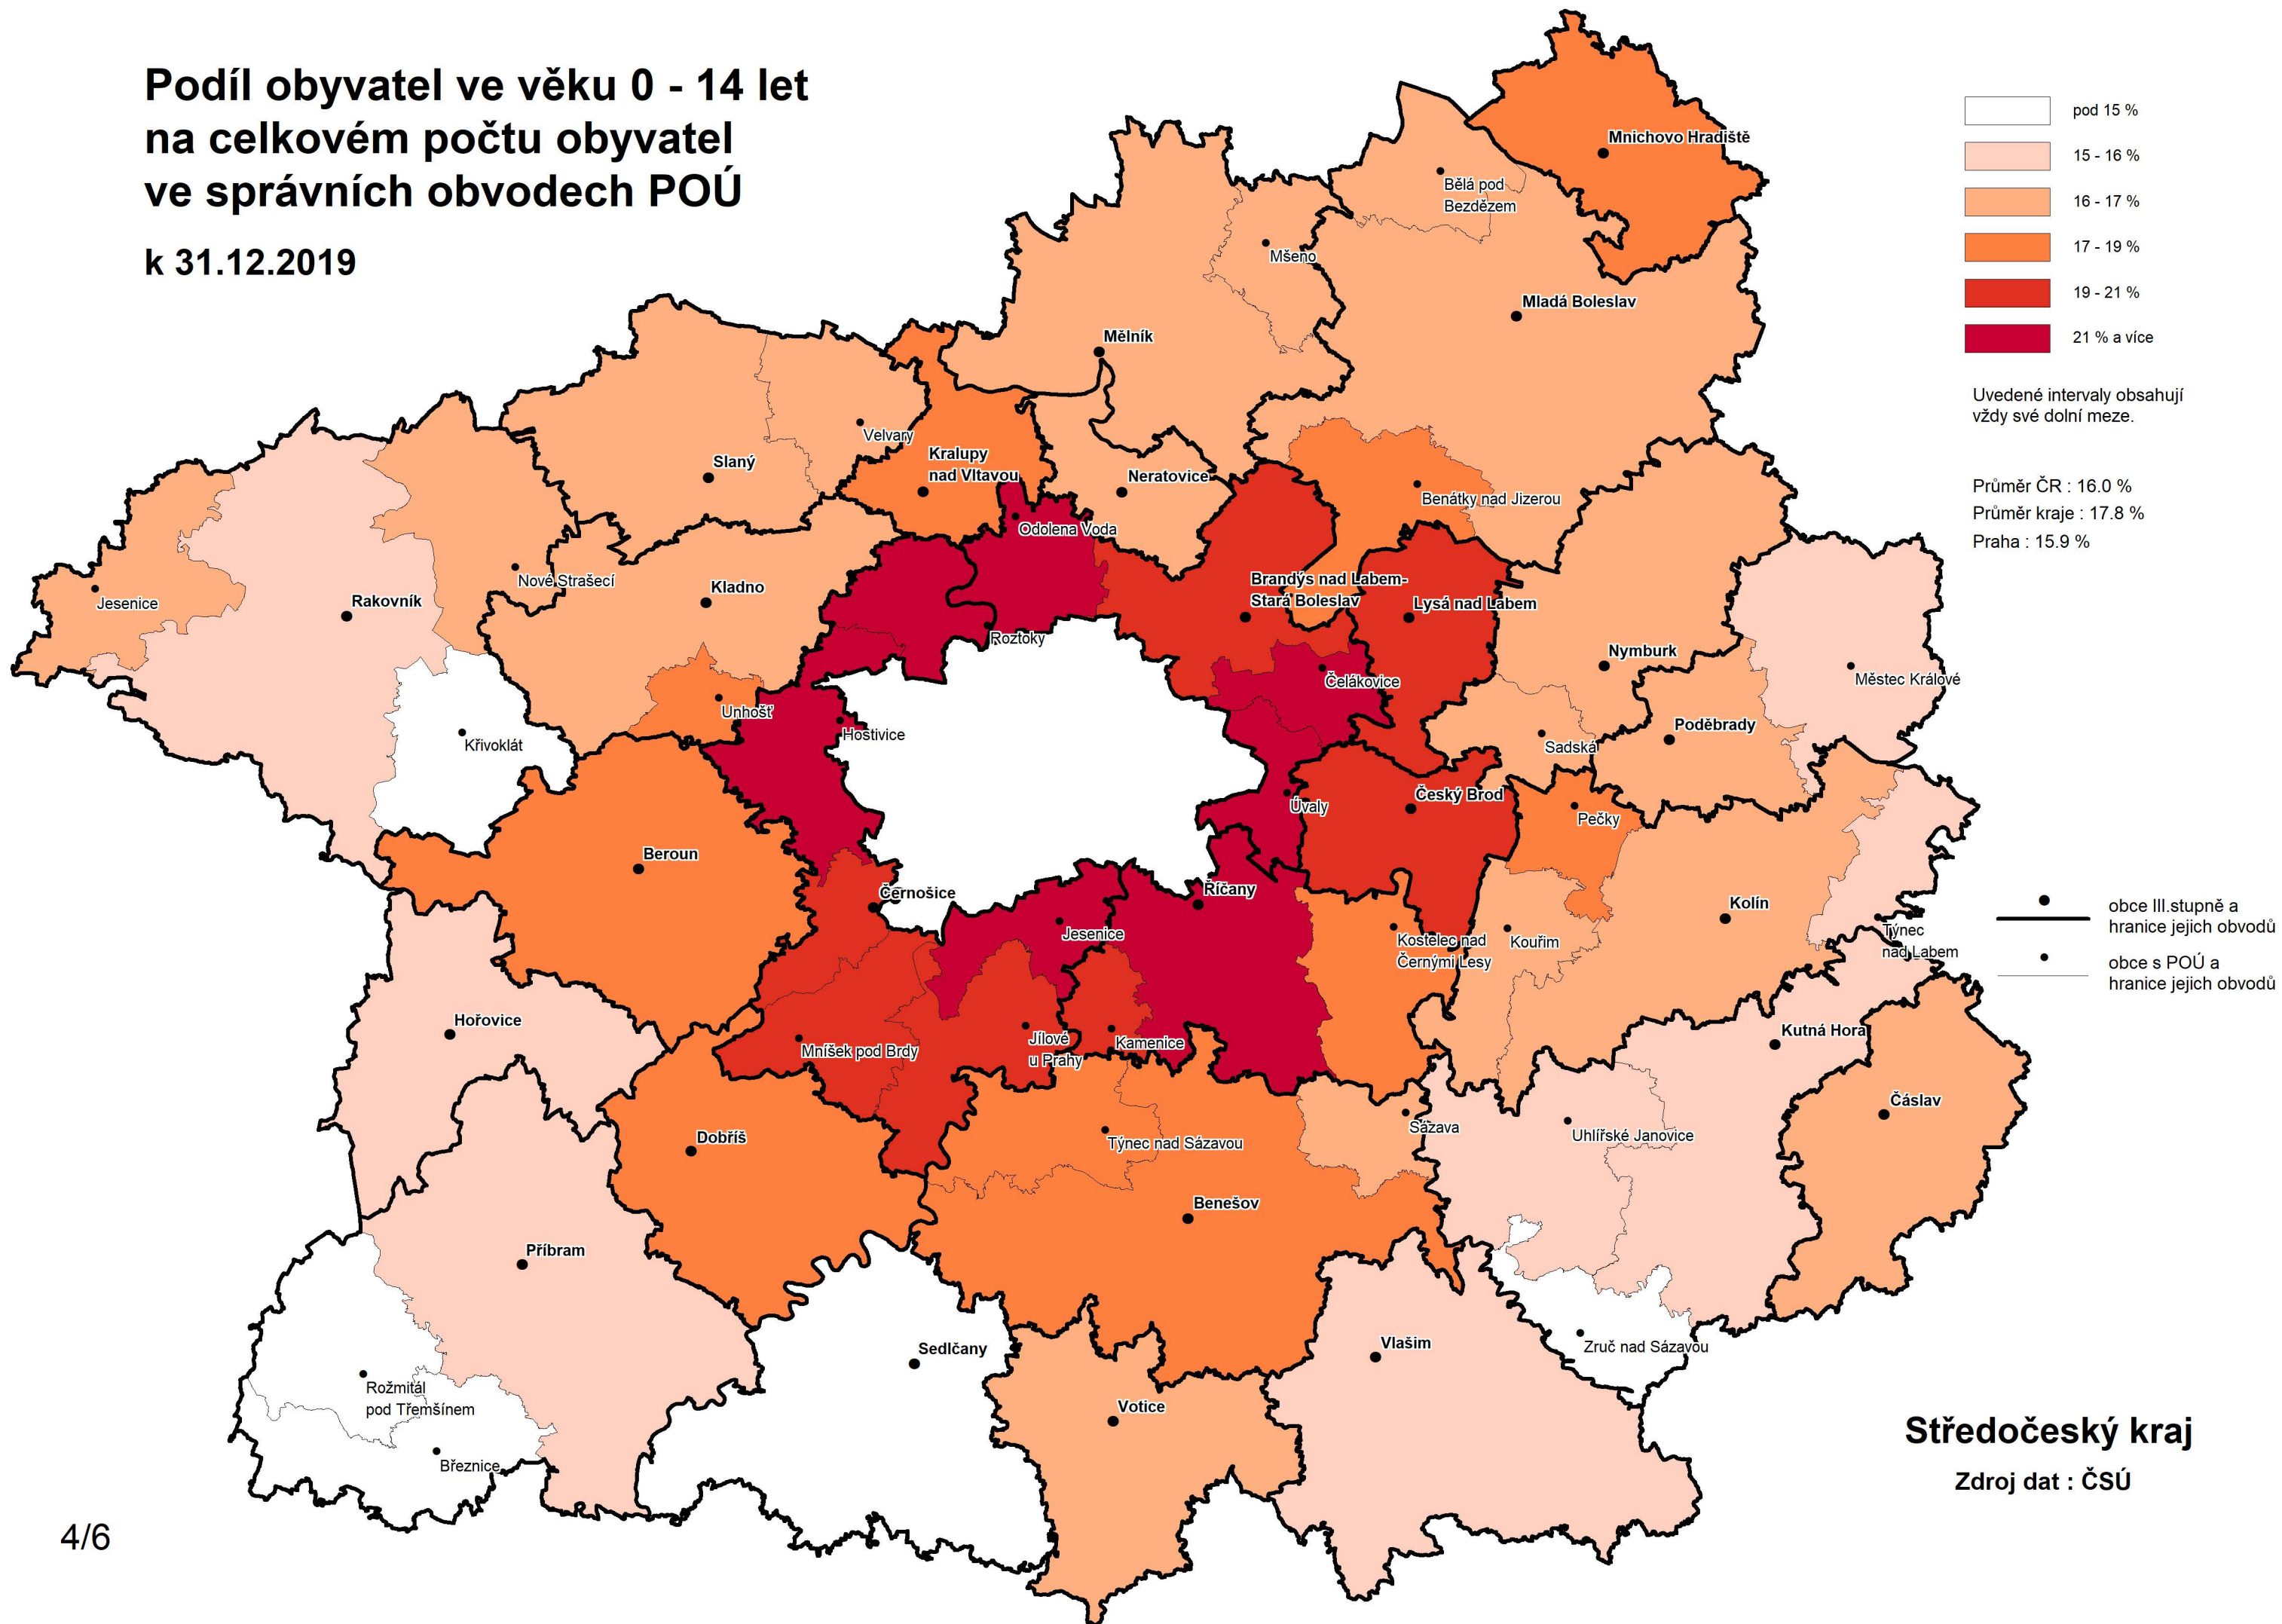 Podíl obyvatel ve věku 0 - 14 let
na celkovém počtu obyvatel
ve správních obvodech POÚ
k 31.12.2019
pod 15 %
15 - 16 %
16 - 17 %
17 - 19 %
19 - 21 %
21 % a více
Uvedené intervaly obsahují
vždy své dolní meze.
Průměr ČR : 16.0 %
Průměr kraje : 17.8 %
Praha : 15.9 %
Mnichovo Hradiště
Bělá pod
Bezdězem
Mšeno
Mladá Boleslav
Mělník
Velvary
Slaný
Kralupy
nad Vltavou
Neratovice
Benátky nad Jizerou
Odolena Voda
Nové Strašecí
Kladno
Jesenice
Rakovník
Brandýs nad Labem-
Stará Boleslav
Lysá nad Labem
Roztoky
Nymburk
Městec Králové
Čelákovice
Unhošť
Hostivice
Křivoklát
Sadská
Poděbrady
Úvaly
Český Brod
Pečky
Beroun
Černošice
Říčany
Kolín
Jesenice
Kostelec nad
Černými Lesy
Kouřim
Týnec
nad Labem
obce III.stupně a
hranice jejich obvodů
obce s POÚ a
hranice jejich obvodů
Hořovice
Mníšek pod Brdy
Jílové
u Prahy
Kamenice
Kutná Hora
Čáslav
Dobříš
Týnec nad Sázavou
Sázava
Uhlířské Janovice
Benešov
Příbram
Sedlčany
Vlašim
Zruč nad Sázavou
Rožmitál
pod Třemšínem
Votice
Březnice
Středočeský kraj
Zdroj dat : ČSÚ
4/6